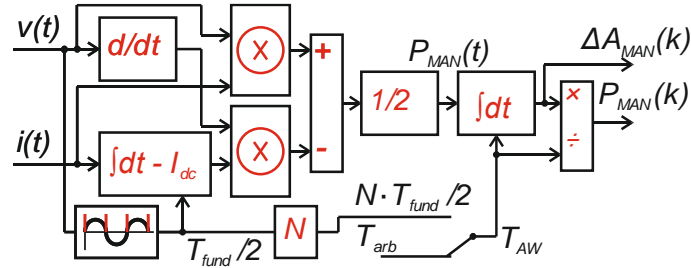 v(t)
d/dt
X
+
P_MAN(t)
ΔA_MAN(k)
1/2
∫dt
×
÷
P_MAN(k)
i(t)
∫dt - I_dc
X
-
T_fund/2
N
N · T_fund/2
T_arb
T_AW